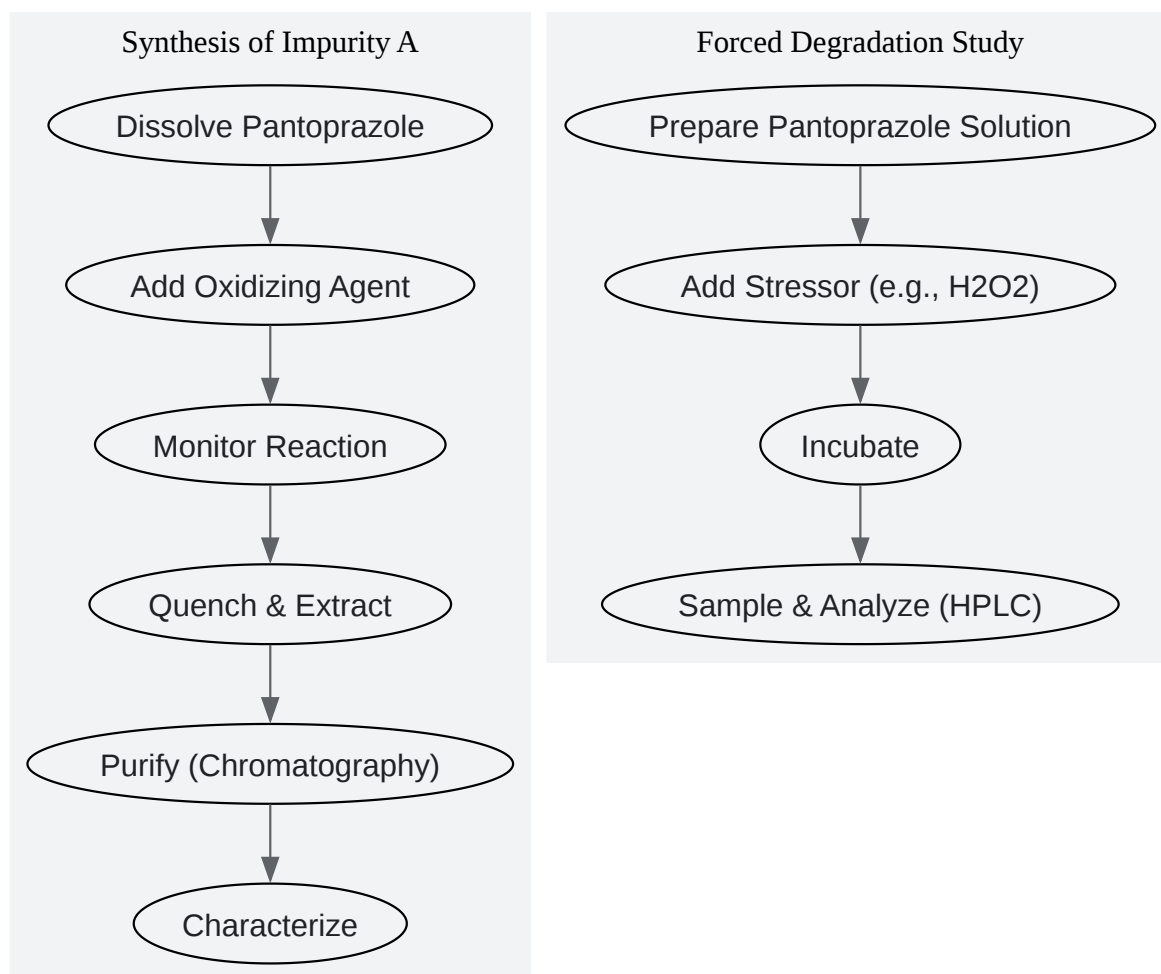 Synthesis of Impurity A
Dissolve Pantoprazole
Add Oxidizing Agent
Monitor Reaction
Quench & Extract
Purify (Chromatography)
Characterize
Forced Degradation Study
Prepare Pantoprazole Solution
Add Stressor (e.g., H2O2)
Incubate
Sample & Analyze (HPLC)